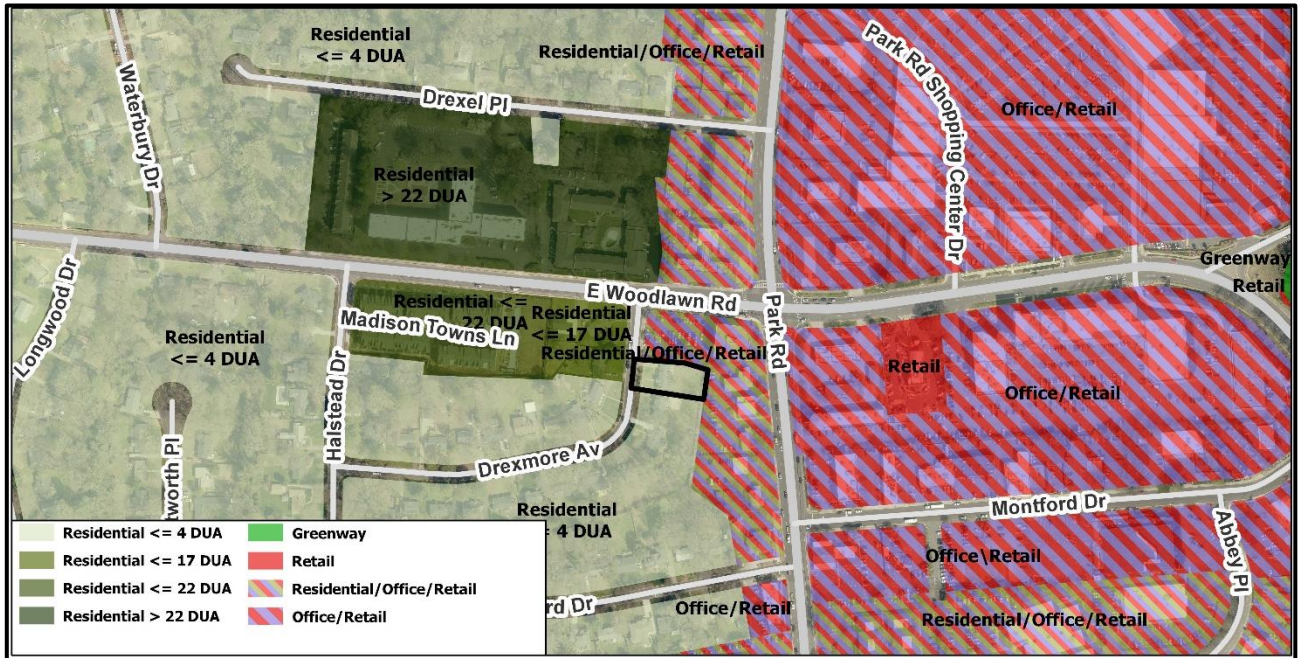 Residential
<= 4 DUA
Residential/Office/Retail
Park Rd Shopping Center Dr
Waterbury Dr
Drexel Pl
Office/Retail
Residential
> 22 DUA
Greenway
Retail
E Woodlawn Rd
Park Rd
Longwood Dr
Residential
<= 4 DUA
Halstead Dr
Residential <=
22 DUA
Madison Towns Ln
Residential
<= 17 DUA
Residential/Office/Retail
Retail
Office/Retail
Drexmore Av
tworth Pl
Residential
= 4 DUA
Montford Dr
Abbey Pl
Office\Retail
rd Dr
Office/Retail
Residential/Office/Retail
Residential <= 4 DUA
Residential <= 17 DUA
Residential <= 22 DUA
Residential > 22 DUA
Greenway
Retail
Residential/Office/Retail
Office/Retail